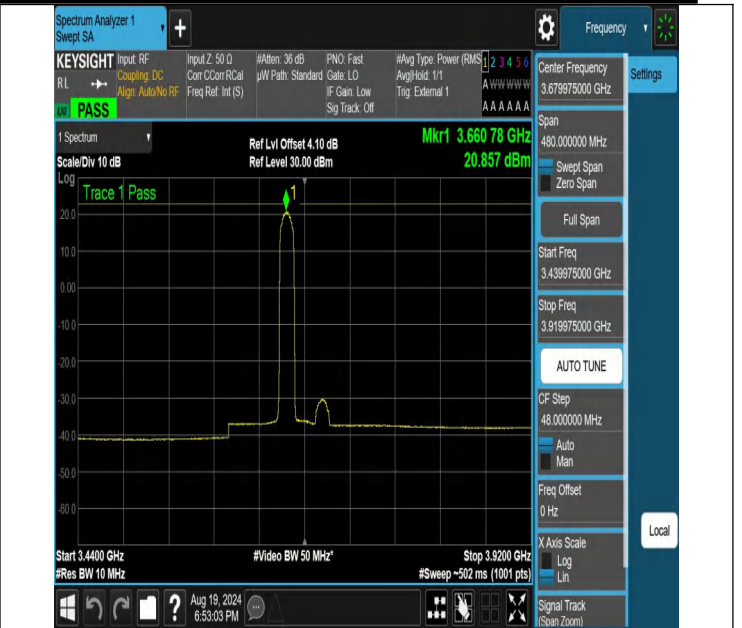 Spectrum Analyzer 1
Swept SA
+
Frequency
KEYSIGHT
RL
PASS
Input: RF
Coupling: DC
Align: Auto/No RF
Input Z: 50 Ω
Corr CCorr RCal
Freq Ref: Int (S)
#Atten: 36 dB
µW Path: Standard
PNO: Fast
Gate: LO
IF Gain: Low
Sig Track: Off
#Avg Type: Power (RMS
Avg|Hold: 1/1
Trig: External 1
1 2 3 4 5 6
A W W W W W
A A A A A A
1 Spectrum
Scale/Div 10 dB
Ref Lvl Offset 4.10 dB
Ref Level 30.00 dBm
Mkr1 3.660 78 GHz
20.857 dBm
Log
Trace 1 Pass
1
20.0
10.0
0.00
-10.0
-20.0
-30.0
-40.0
-50.0
-60.0
Start 3.4400 GHz
#Res BW 10 MHz
#Video BW 50 MHz*
Stop 3.9200 GHz
#Sweep ~502 ms (1001 pts)
Center Frequency
3.679975000 GHz
Span
480.000000 MHz
Swept Span
Zero Span
Full Span
Start Freq
3.439975000 GHz
Stop Freq
3.919975000 GHz
AUTO TUNE
CF Step
48.000000 MHz
Auto
Man
Freq Offset
0 Hz
X Axis Scale
Log
Lin
Signal Track
(Span Zoom)
Settings
Local
?
Aug 19, 2024
6:53:03 PM